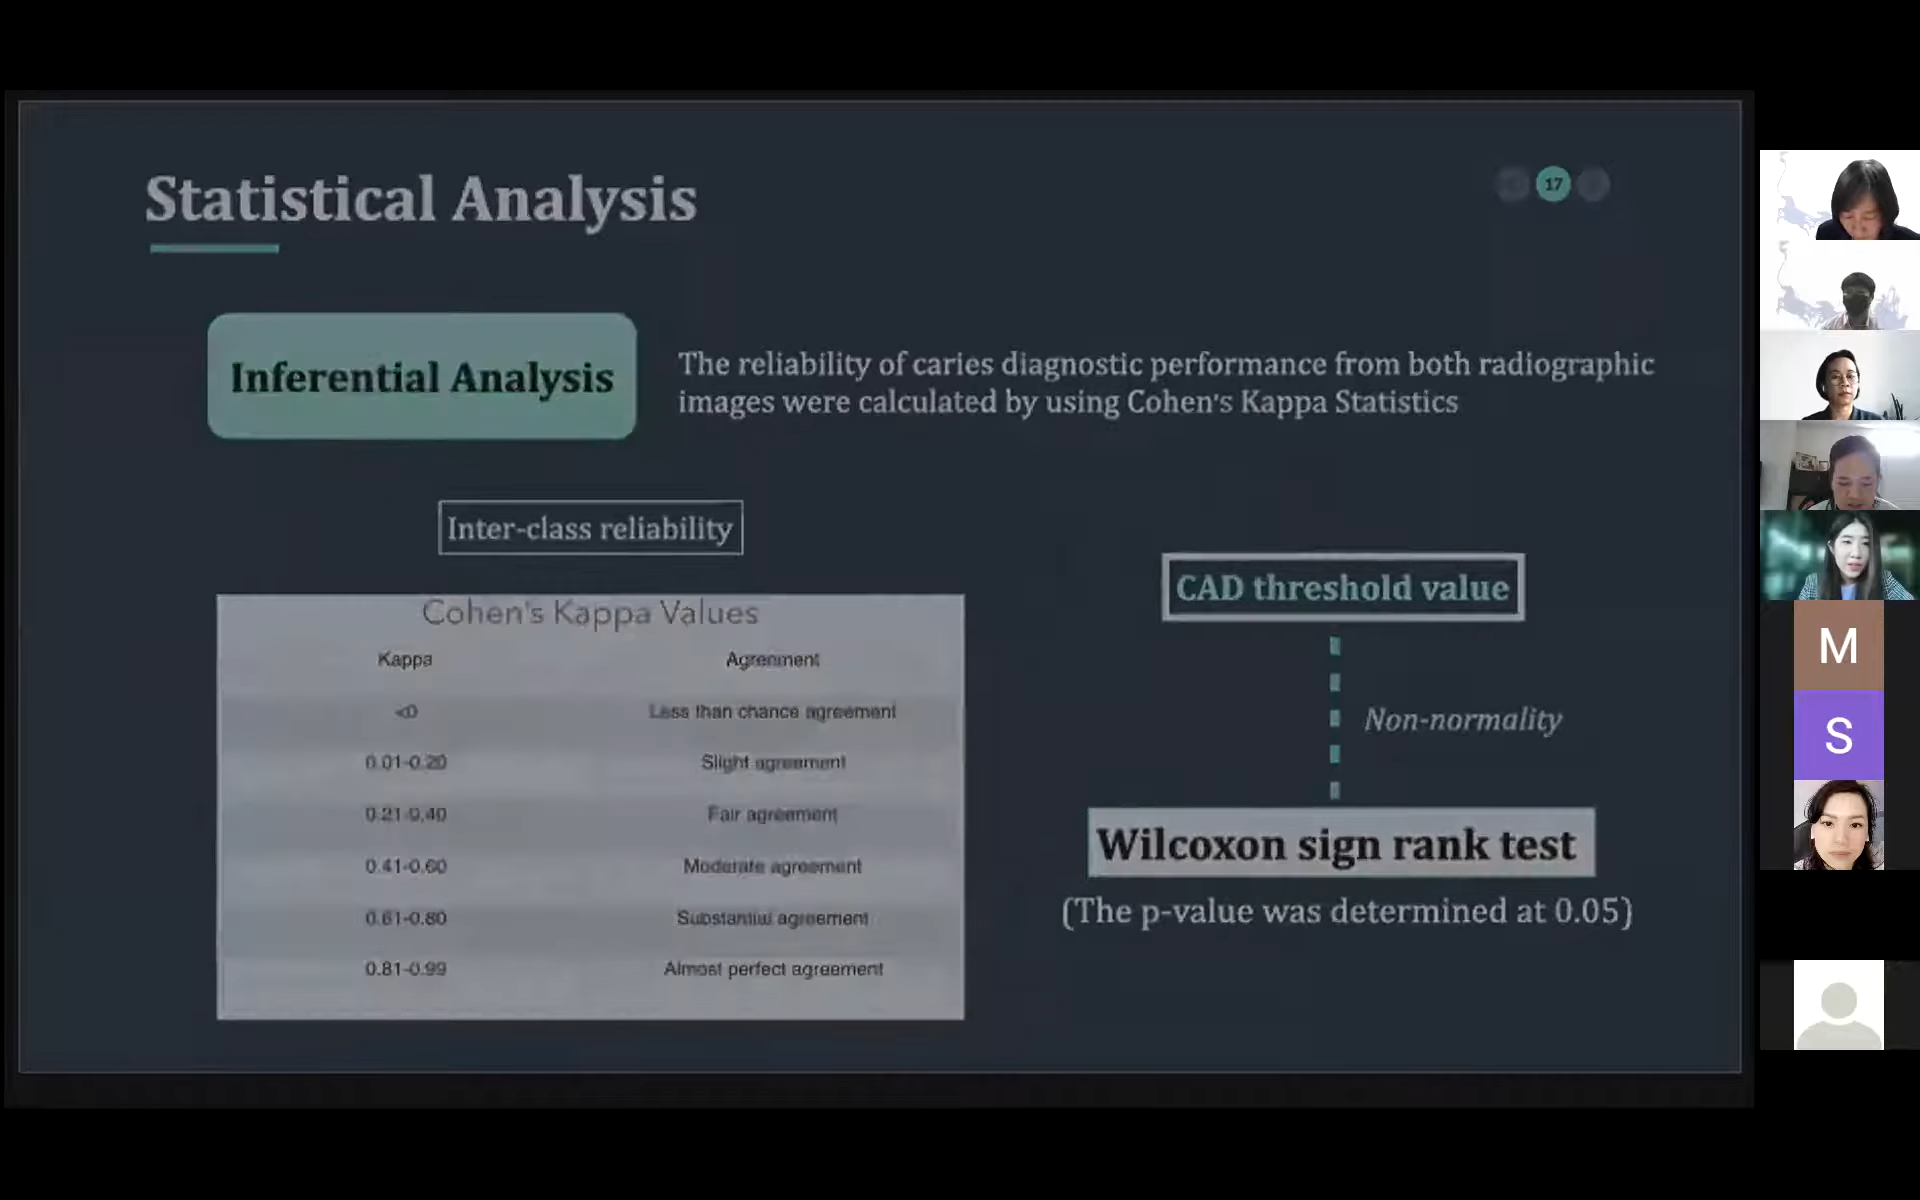 Statistical Analysis
17
Inferential Analysis
The reliability of caries diagnostic performance from both radiographic
images were calculated by using Cohen's Kappa Statistics
Inter-class reliability
Cohen's Kappa Values
Kappa Agreement
<0 Less than chance agreement
0.01-0.20 Slight agreement
0.21-0.40 Fair agreement
0.41-0.60 Moderate agreement
0.61-0.80 Substantial agreement
0.81-0.99 Almost perfect agreement
CAD threshold value
Non-normality
Wilcoxon sign rank test
(The p-value was determined at 0.05)
M
S